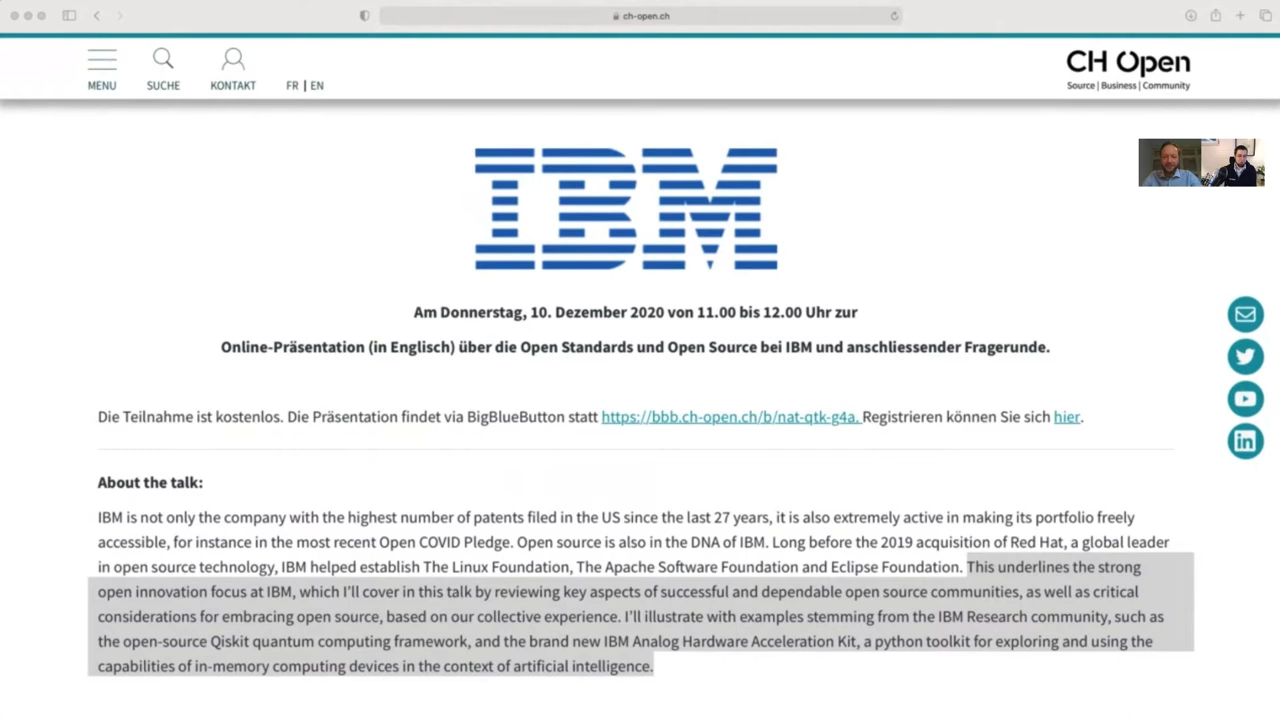 ch-open.ch
MENU
SUCHE
KONTAKT
FR | EN
CH Open
Source | Business | Community
IBM
Am Donnerstag, 10. Dezember 2020 von 11.00 bis 12.00 Uhr zur
Online-Präsentation (in Englisch) über die Open Standards und Open Source bei IBM und anschliessender Fragerunde.
Die Teilnahme ist kostenlos. Die Präsentation findet via BigBlueButton statt https://bbb.ch-open.ch/b/nat-qtk-g4a. Registrieren können Sie sich hier.
About the talk:
IBM is not only the company with the highest number of patents filed in the US since the last 27 years, it is also extremely active in making its portfolio freely
accessible, for instance in the most recent Open COVID Pledge. Open source is also in the DNA of IBM. Long before the 2019 acquisition of Red Hat, a global leader
in open source technology, IBM helped establish The Linux Foundation, The Apache Software Foundation and Eclipse Foundation. This underlines the strong
open innovation focus at IBM, which I'll cover in this talk by reviewing key aspects of successful and dependable open source communities, as well as critical
considerations for embracing open source, based on our collective experience. I'll illustrate with examples stemming from the IBM Research community, such as
the open-source Qiskit quantum computing framework, and the brand new IBM Analog Hardware Acceleration Kit, a python toolkit for exploring and using the
capabilities of in-memory computing devices in the context of artificial intelligence.